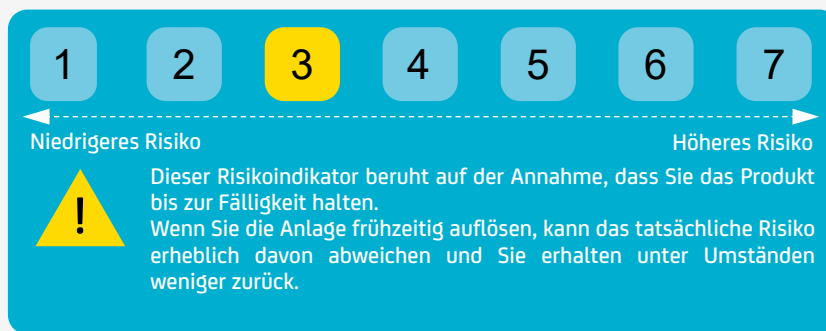 1 2 3 4 5 6 7
Niedrigeres Risiko Höheres Risiko
Dieser Risikoindikator beruht auf der Annahme, dass Sie das Produkt
bis zur Fälligkeit halten.
! Wenn Sie die Anlage frühzeitig auflösen, kann das tatsächliche Risiko
erheblich davon abweichen und Sie erhalten unter Umständen
weniger zurück.